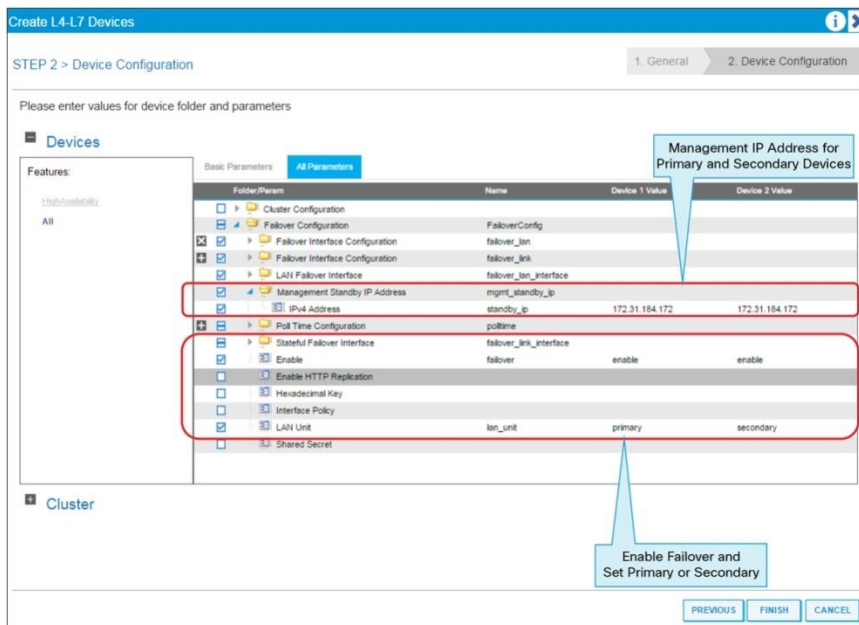 Create L4-L7 Devices
STEP 2 > Device Configuration
1. General
2. Device Configuration
Please enter values for device folder and parameters
Devices
Management IP Address for
Primary and Secondary Devices
Features:
Basic Parameters
All Parameters
HighAvailability
All
Folder/Param Name Device 1 Value Device 2 Value
Cluster Configuration
Failover Configuration FailoverConfig
Failover Interface Configuration failover_lan
Failover Interface Configuration failover_link
LAN Failover Interface failover_lan_interface
Management Standby IP Address mgmt_standby_ip
IPv4 Address standby_ip 172.31.184.172 172.31.184.172
Poll Time Configuration polltime
Stateful Failover Interface failover_link_interface
Enable failover enable enable
Enable HTTP Replication
Hexadecimal Key
Interface Policy
LAN Unit lan_unit primary secondary
Shared Secret
Cluster
Enable Failover and
Set Primary or Secondary
PREVIOUS FINISH CANCEL